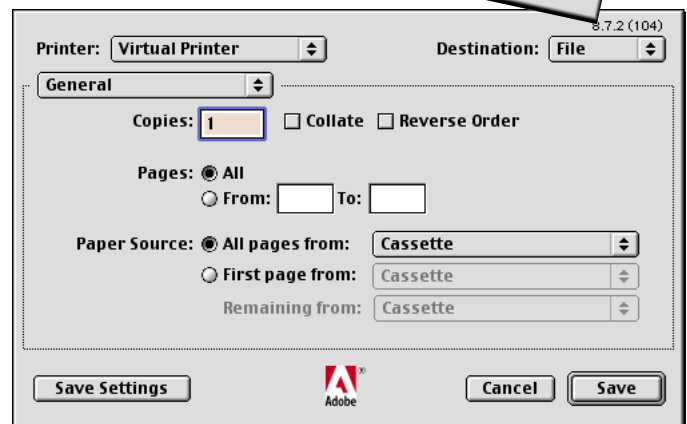 8.7.2 (104)
Printer: Virtual Printer Destination: File
General
Copies: 1 Collate Reverse Order
Pages: All
From: To:
Paper Source: All pages from: Cassette
First page from: Cassette
Remaining from: Cassette
Save Settings Adobe® Cancel Save